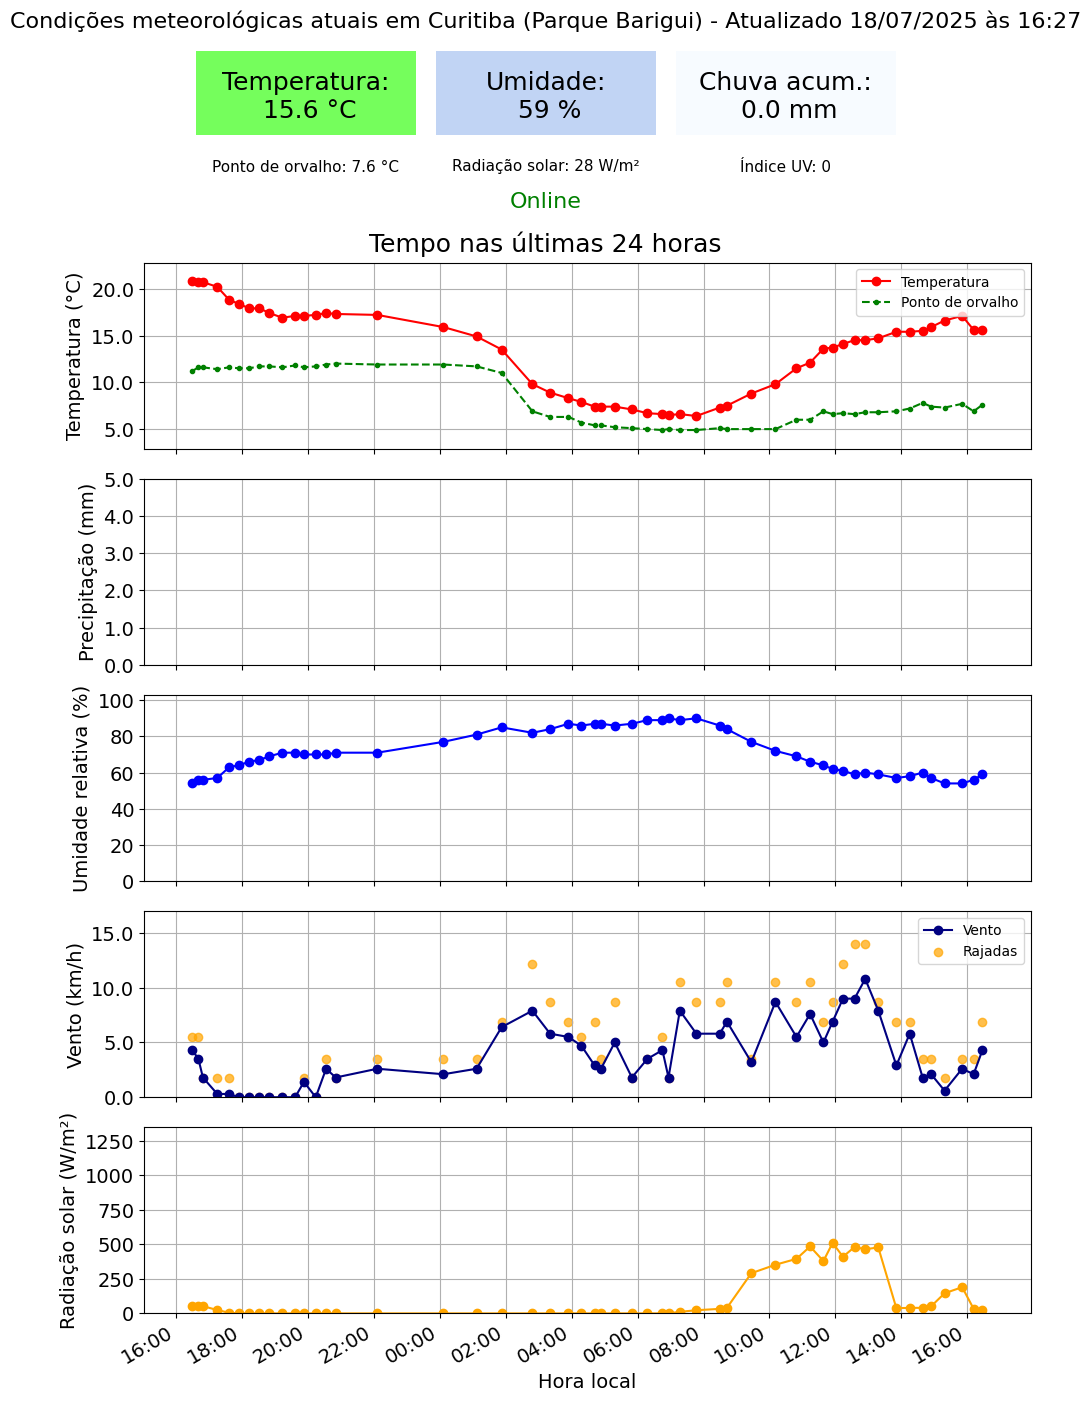 Condições meteorológicas atuais em Curitiba (Parque Barigui) - Atualizado 18/07/2025 às 16:27
Temperatura:
15.6 °C
Umidade:
59 %
Chuva acum.:
0.0 mm
Ponto de orvalho: 7.6 °C
Radiação solar: 28 W/m²
Índice UV: 0
Online
Tempo nas últimas 24 horas
Temperatura (°C)
20.0
15.0
10.0
5.0
Temperatura
Ponto de orvalho
Precipitação (mm)
5.0
4.0
3.0
2.0
1.0
0.0
Umidade relativa (%)
100
80
60
40
20
0
Vento (km/h)
15.0
10.0
5.0
0.0
Vento
Rajadas
Radiação solar (W/m²)
1250
1000
750
500
250
0
16:00
18:00
20:00
22:00
00:00
02:00
04:00
06:00
08:00
10:00
12:00
14:00
16:00
Hora local